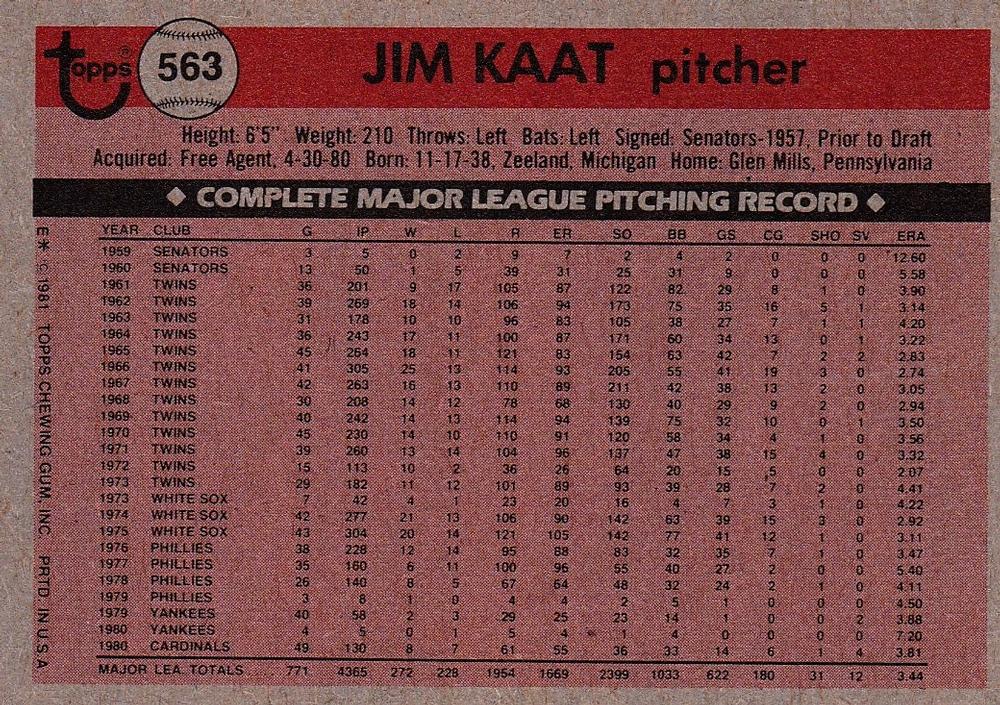 Topps® 563 JIM KAAT pitcher
Height: 6'5" Weight: 210 Throws: Left Bats: Left Signed: Senators-1957, Prior to Draft
Acquired: Free Agent, 4-30-80 Born: 11-17-38, Zeeland, Michigan Home: Glen Mills, Pennsylvania
◆ COMPLETE MAJOR LEAGUE PITCHING RECORD ◆
YEAR CLUB G IP W L R ER SO BB GS CG SHO SV ERA
1959 SENATORS 3 5 0 2 9 7 2 4 2 0 0 0 12.60
1960 SENATORS 13 50 1 5 39 31 25 31 9 0 0 0 5.58
1961 TWINS 36 201 9 17 105 87 122 82 29 8 1 0 3.90
1962 TWINS 39 269 18 14 106 94 173 75 35 16 5 1 3.14
1963 TWINS 31 178 10 10 96 83 105 38 27 7 1 1 4.20
1964 TWINS 36 243 17 11 100 87 171 60 34 13 0 1 3.22
1965 TWINS 45 264 18 11 121 83 154 63 42 7 2 2 2.83
1966 TWINS 41 305 25 13 114 93 205 55 41 19 3 0 2.74
1967 TWINS 42 263 16 13 110 89 211 42 38 13 2 0 3.05
1968 TWINS 30 208 14 12 78 68 130 40 29 9 2 0 2.94
1969 TWINS 40 242 14 13 114 94 139 75 32 10 0 1 3.50
1970 TWINS 45 230 14 10 110 91 120 58 34 4 1 0 3.56
1971 TWINS 39 260 13 14 104 96 137 47 38 15 4 0 3.32
1972 TWINS 15 113 10 2 36 26 64 20 15 5 0 0 2.07
1973 TWINS 29 182 11 12 101 89 93 39 28 7 2 0 4.41
1973 WHITE SOX 7 42 4 1 23 20 16 4 7 3 1 0 4.22
1974 WHITE SOX 42 277 21 13 106 90 142 63 39 15 3 0 2.92
1975 WHITE SOX 43 304 20 14 121 105 142 77 41 12 1 0 3.11
1976 PHILLIES 38 228 12 14 95 88 83 32 35 7 1 0 3.47
1977 PHILLIES 35 160 6 11 100 96 55 40 27 2 0 0 5.40
1978 PHILLIES 26 140 8 5 67 64 48 32 24 2 1 0 4.11
1979 PHILLIES 3 8 1 0 4 4 2 5 1 0 0 0 4.50
1979 YANKEES 40 58 2 3 29 25 23 14 1 0 0 2 3.88
1980 YANKEES 4 5 0 1 5 4 1 4 0 0 0 0 7.20
1980 CARDINALS 49 130 8 7 61 55 36 33 14 6 1 4 3.81
MAJOR LEA. TOTALS 771 4365 272 228 1954 1669 2399 1033 622 180 31 12 3.44
E* © 1981 TOPPS CHEWING GUM, INC PRTD. IN U.S.A